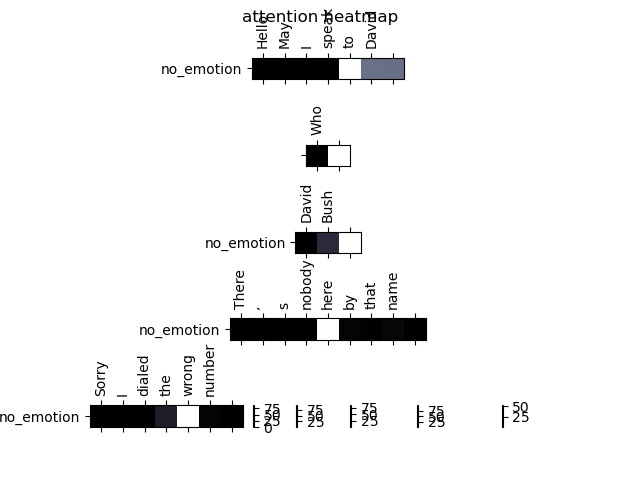 attention heatmap
Hello May I speak to David
no_emotion
Who
David Bush
no_emotion
There ’ s nobody here by that name
no_emotion
Sorry I dialed the wrong number
no_emotion
75 75 75 75 50
50 50 50 50 25
25 25 25 25
0